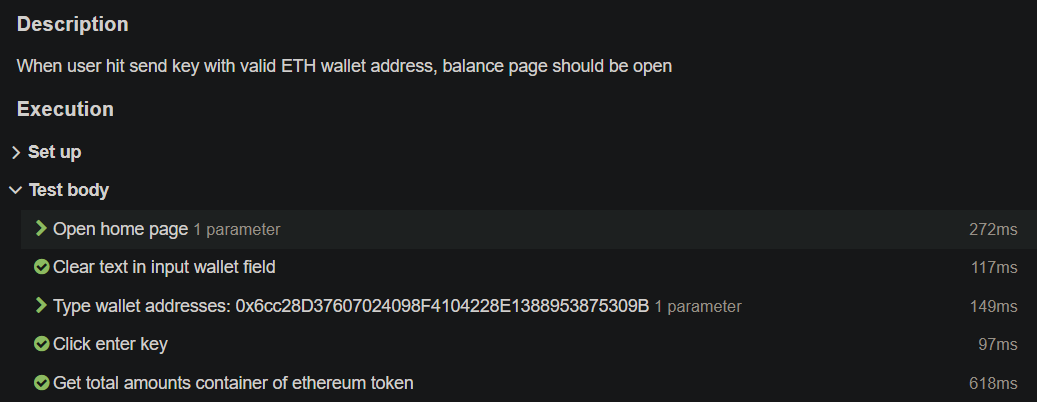 Description
When user hit send key with valid ETH wallet address, balance page should be open
Execution
Set up
Test body
Open home page 1 parameter 272ms
Clear text in input wallet field 117ms
Type wallet addresses: 0x6cc28D37607024098F4104228E1388953875309B 1 parameter 149ms
Click enter key 97ms
Get total amounts container of ethereum token 618ms